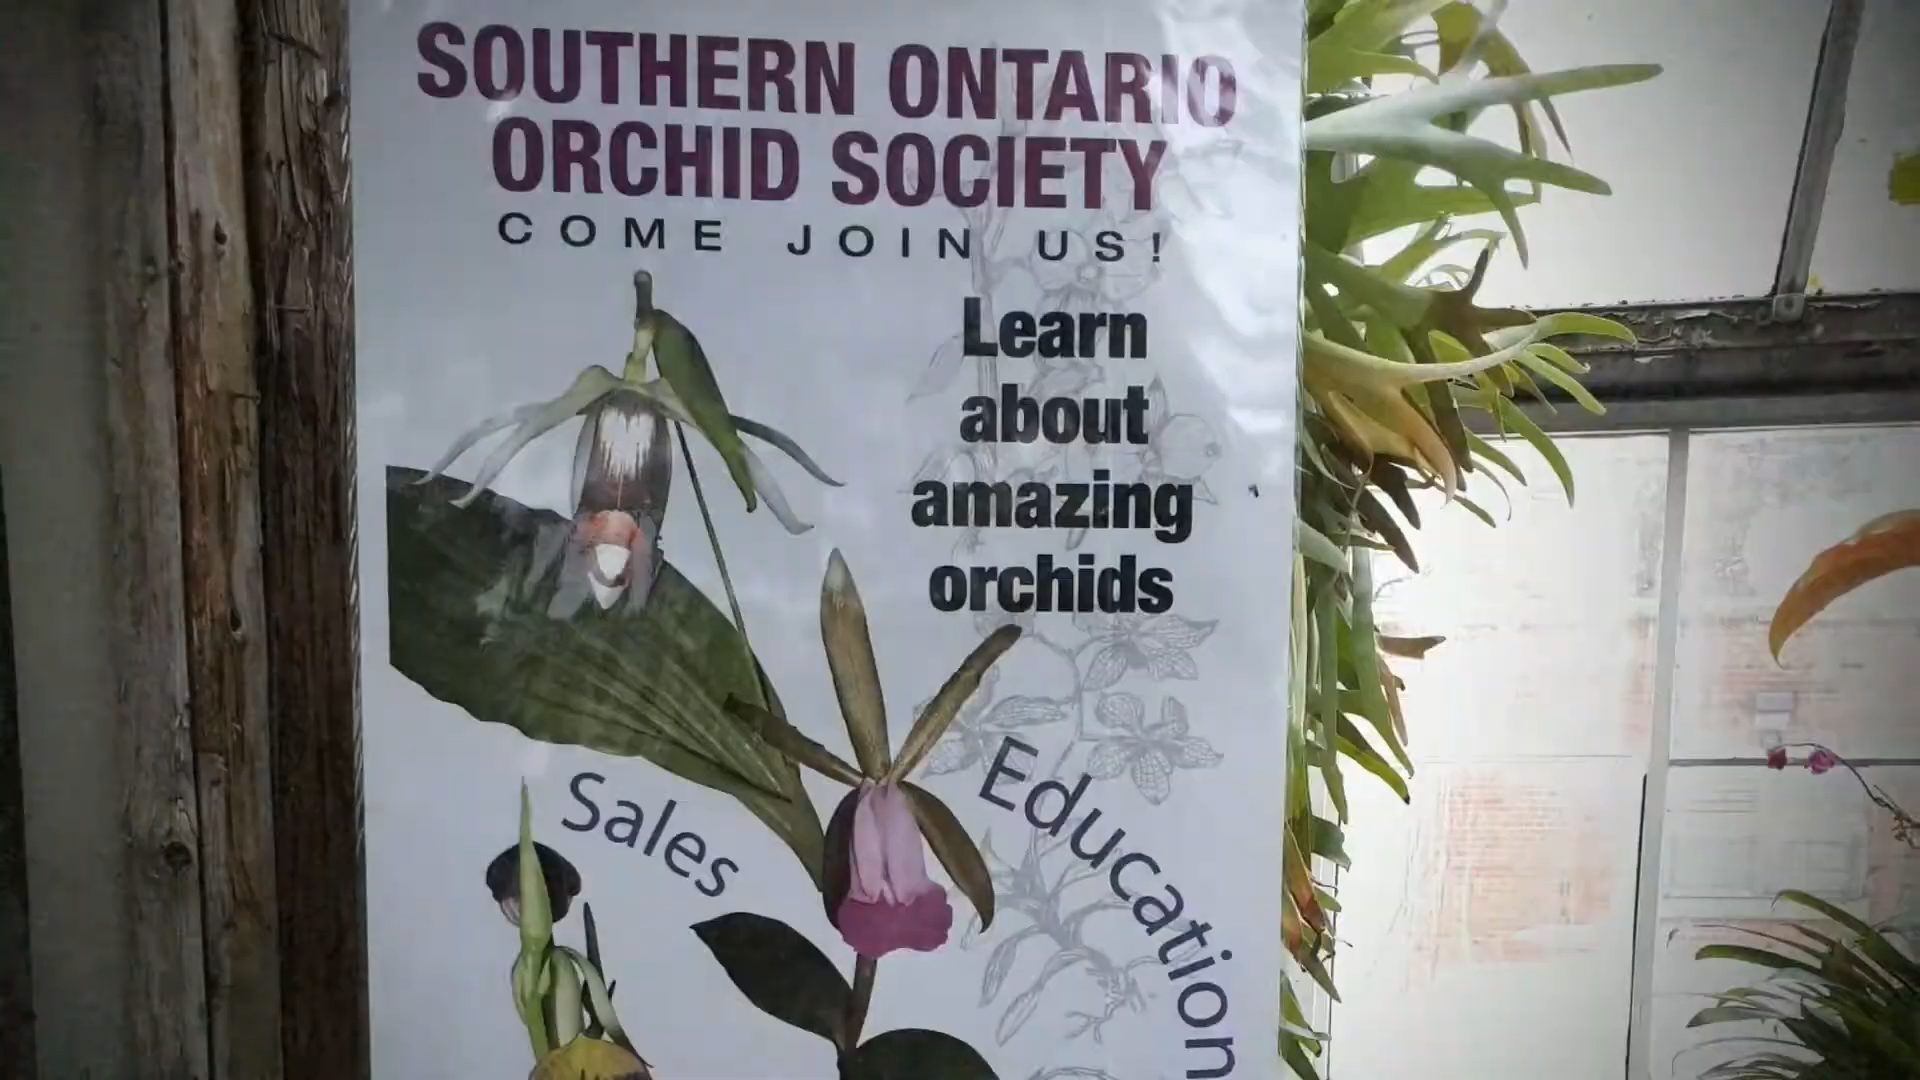 SOUTHERN ONTARIO
ORCHID SOCIETY
COME JOIN US!
Learn
about
amazing
orchids
Sales
Education